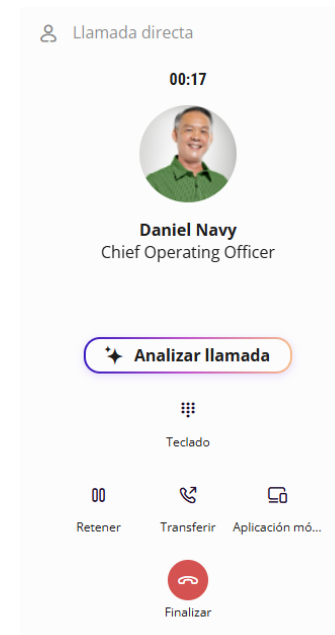 Llamada directa
00:17
Daniel Navy
Chief Operating Officer
Analizar llamada
Teclado
Retener Transferir Aplicación mó...
Finalizar